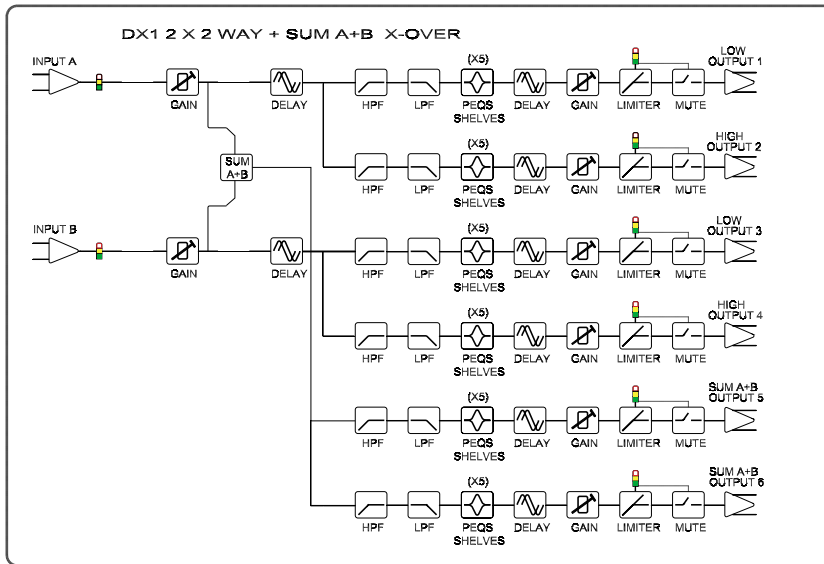 DX1 2 X 2 WAY + SUM A+B X-OVER
INPUT A
GAIN
DELAY
(X5)
HPF
LPF
PEQS
SHELVES
DELAY
GAIN
LIMITER
MUTE
LOW
OUTPUT 1
(X5)
HPF
LPF
PEQS
SHELVES
DELAY
GAIN
LIMITER
MUTE
HIGH
OUTPUT 2
SUM
A+B
INPUT B
GAIN
DELAY
(X5)
HPF
LPF
PEQS
SHELVES
DELAY
GAIN
LIMITER
MUTE
LOW
OUTPUT 3
(X5)
HPF
LPF
PEQS
SHELVES
DELAY
GAIN
LIMITER
MUTE
HIGH
OUTPUT 4
(X5)
HPF
LPF
PEQS
SHELVES
DELAY
GAIN
LIMITER
MUTE
SUM A+B
OUTPUT 5
(X5)
HPF
LPF
PEQS
SHELVES
DELAY
GAIN
LIMITER
MUTE
SUM A+B
OUTPUT 6